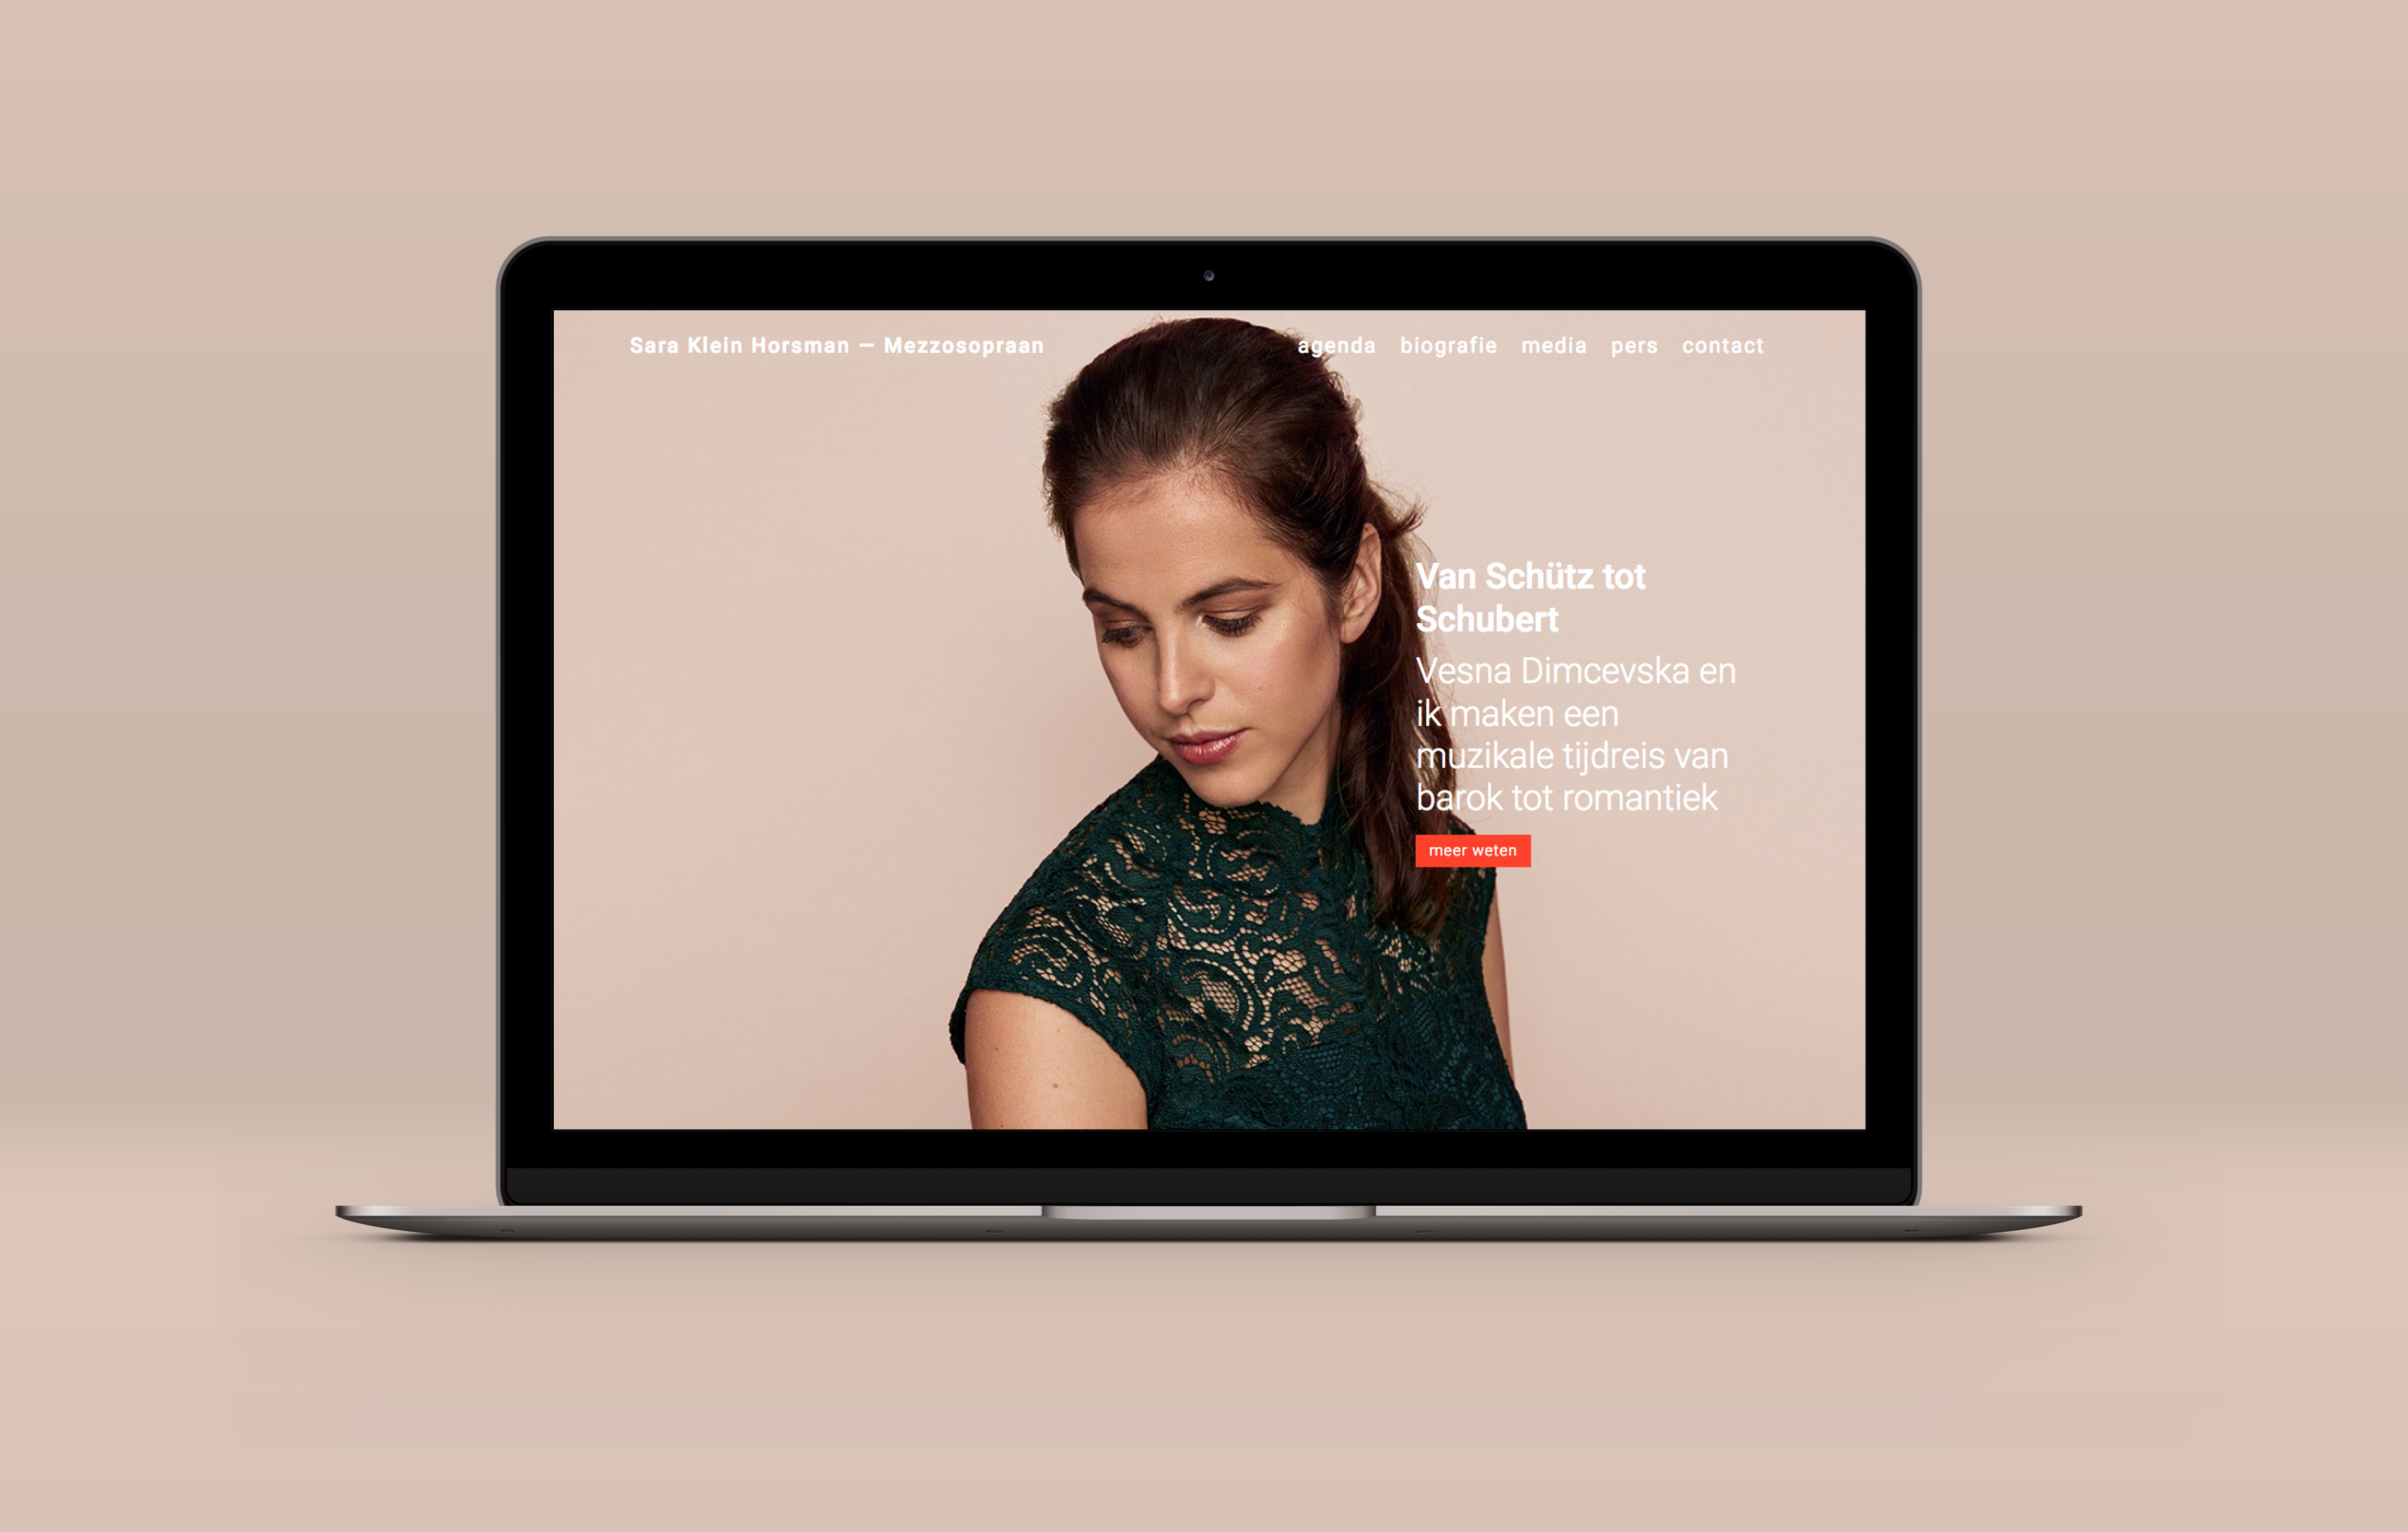 Sara Klein Horsman — Mezzosopraan
agenda biografie media pers contact
Van Schütz tot
Schubert
Vesna Dimcevska en
ik maken een
muzikale tijdreis van
barok tot romantiek
meer weten